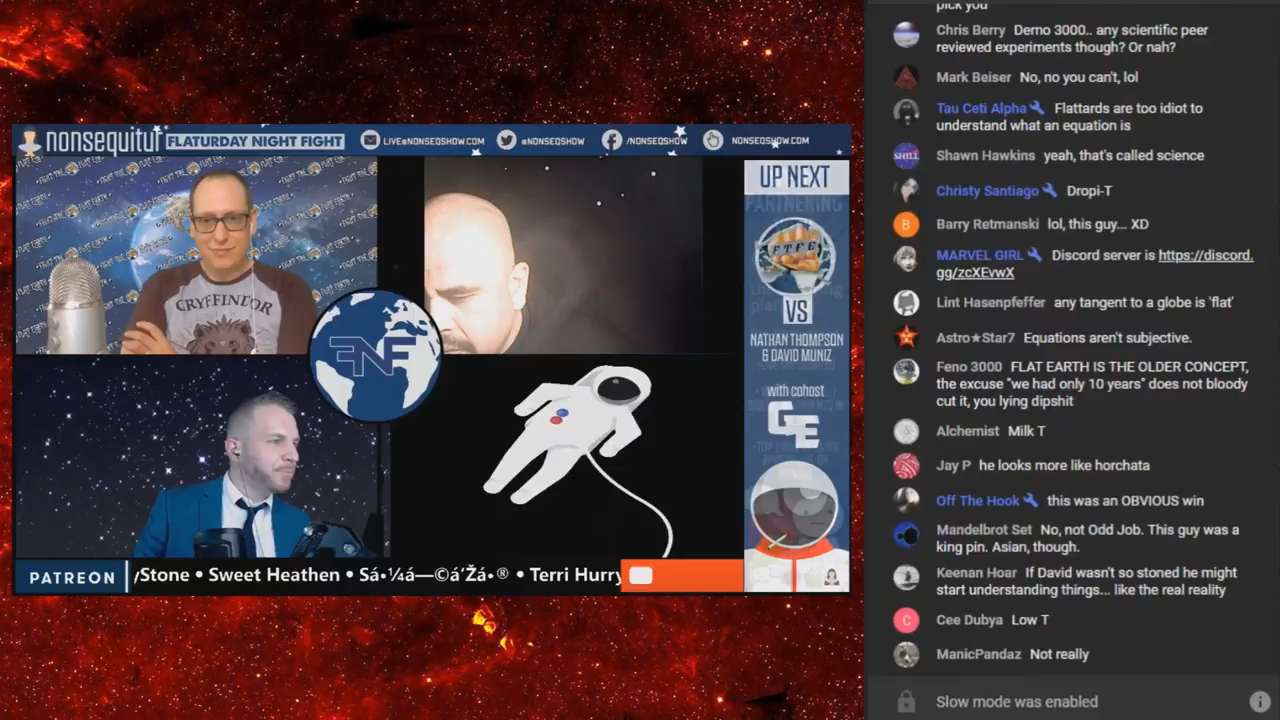 nonsequitur FLATURDAY NIGHT FIGHT LIVE@NONSEQSHOW.COM @NONSEQSHOW /NONSEQSHOW NONSEQSHOW.COM
UP NEXT
PARTNERING
FTFE
VS
NATHAN THOMPSON
& DAVID MUNIZ
with cohost
GE
GRYFFINDOR
FNF
PATREON /Stone • Sweet Heathen • Sá•¼á—©á'Žá•® • Terri Hurry
pick you
Chris Berry Demo 3000.. any scientific peer
reviewed experiments though? Or nah?
Mark Beiser No, no you can't, lol
Tau Ceti Alpha Flattards are too idiot to
understand what an equation is
SHILL
Shawn Hawkins yeah, that's called science
Christy Santiago Dropi-T
B
Barry Retmanski lol, this guy... XD
MARVEL GIRL Discord server is https://discord.
gg/zcXEvwX
Lint Hasenpfeffer any tangent to a globe is 'flat'
Astro★Star7 Equations aren't subjective.
Feno 3000 FLAT EARTH IS THE OLDER CONCEPT,
the excuse "we had only 10 years" does not bloody
cut it, you lying dipshit
Alchemist Milk T
Jay P he looks more like horchata
Off The Hook this was an OBVIOUS win
Mandelbrot Set No, not Odd Job. This guy was a
king pin. Asian, though.
Keenan Hoar If David wasn't so stoned he might
start understanding things... like the real reality
C
Cee Dubya Low T
ManicPandaz Not really
Slow mode was enabled